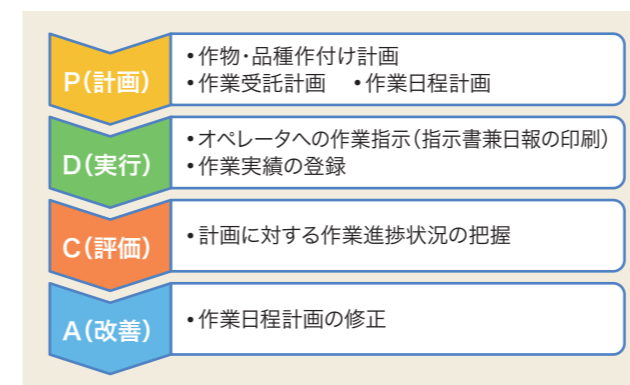 P(計画)
•作物・品種作付け計画
•作業受託計画　•作業日程計画
D(実行)
•オペレータへの作業指示(指示書兼日報の印刷)
•作業実績の登録
C(評価)
•計画に対する作業進捗状況の把握
A(改善)
•作業日程計画の修正